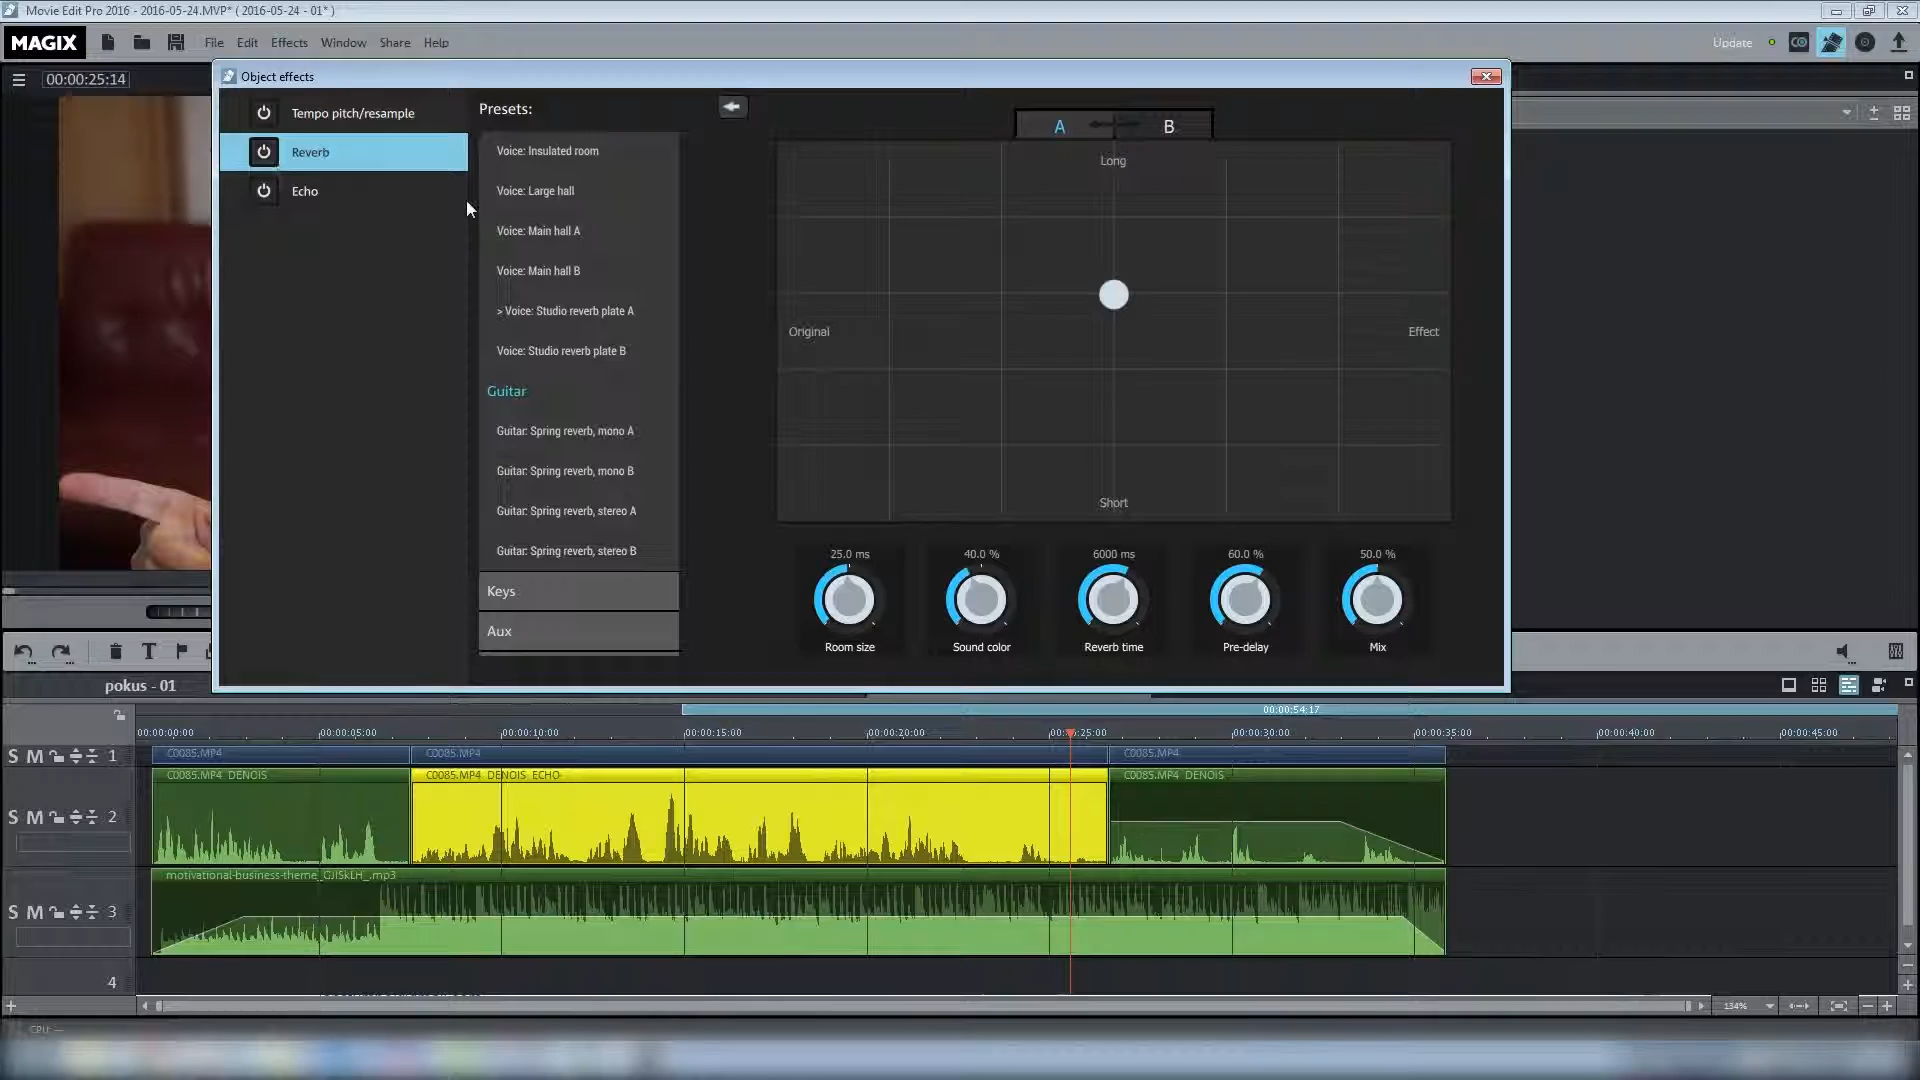 Movie Edit Pro 2016 - 2016-05-24.MVP* ( 2016-05-24 - 01* )
MAGIX
File Edit Effects Window Share Help
Update
00:00:25:14
Object effects
Tempo pitch/resample
Reverb
Echo
Presets:
Voice: Insulated room
Voice: Large hall
Voice: Main hall A
Voice: Main hall B
> Voice: Studio reverb plate A
Voice: Studio reverb plate B
Guitar
Guitar: Spring reverb, mono A
Guitar: Spring reverb, mono B
Guitar: Spring reverb, stereo A
Guitar: Spring reverb, stereo B
Keys
Aux
A B
Long
Original
Effect
Short
25.0 ms 40.0 % 6000 ms 60.0 % 50.0 %
Room size Sound color Reverb time Pre-delay Mix
pokus - 01
00:00:54:17
00:00:00:00 00:00:05:00 00:00:10:00 00:00:15:00 00:00:20:00 00:00:25:00 00:00:30:00 00:00:35:00 00:00:40:00 00:00:45:00
S M 1
C0085.MP4 C0085.MP4 C0085.MP4
C0085.MP4 DENOIS C0085.MP4 DENOIS ECHO C0085.MP4 DENOIS
S M 2
motivational-business-theme_GJISkLH_.mp3
S M 3
4
134%
CPU: —